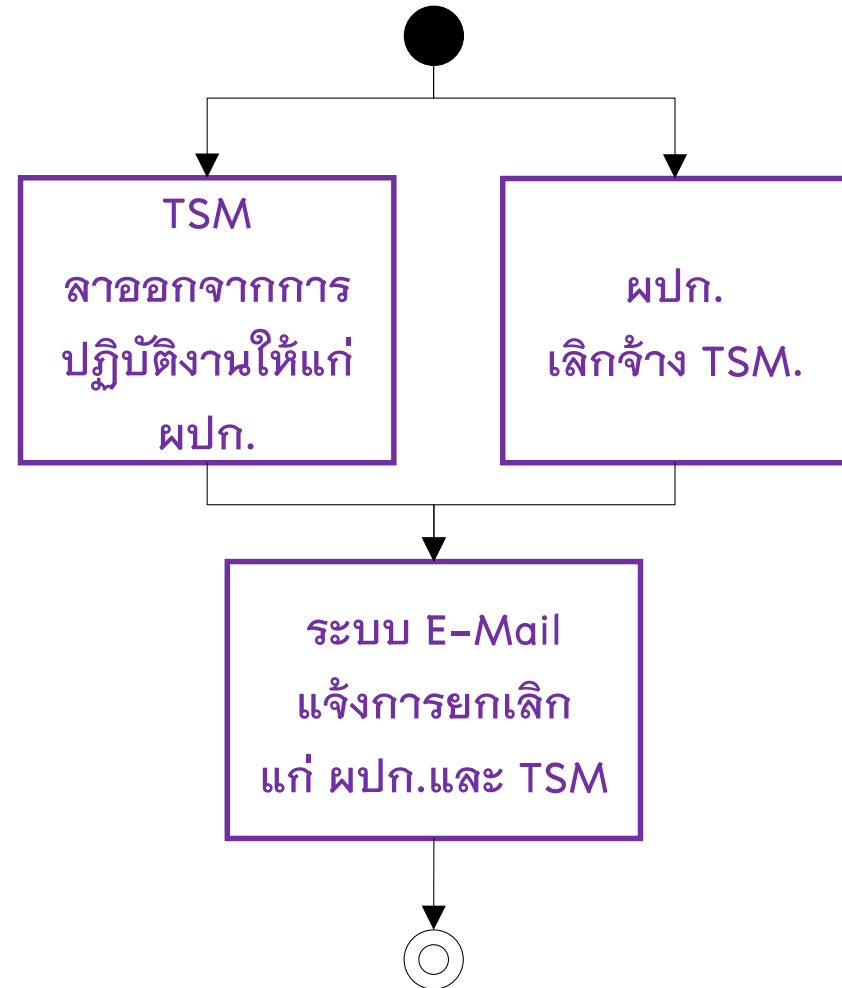 TSM
ลาออกจากการ
ปฏิบัติงานให้แก่
ผปก.
ผปก.
เลิกจ้าง TSM.
ระบบ E-Mail
แจ้งการยกเลิก
แก่ ผปก.และ TSM